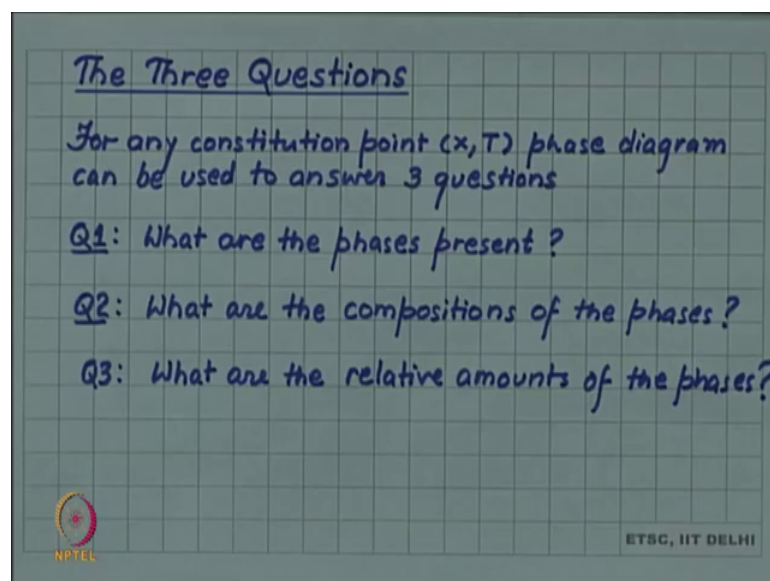 The Three Questions
For any constitution point (x,T) phase diagram
can be used to answer 3 questions
Q1: What are the phases present?
Q2: What are the compositions of the phases?
Q3: What are the relative amounts of the phases?
NPTEL
ETSC, IIT DELHI